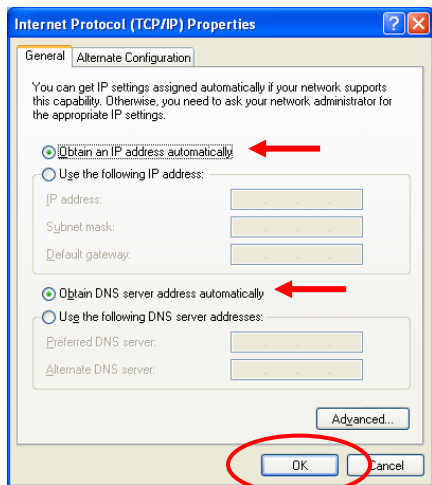 Internet Protocol (TCP/IP) Properties
General Alternate Configuration
You can get IP settings assigned automatically if your network supports
this capability. Otherwise, you need to ask your network administrator for
the appropriate IP settings.
Obtain an IP address automatically
Use the following IP address:
IP address:
Subnet mask:
Default gateway:
Obtain DNS server address automatically
Use the following DNS server addresses:
Preferred DNS server:
Alternate DNS server:
Advanced...
OK Cancel